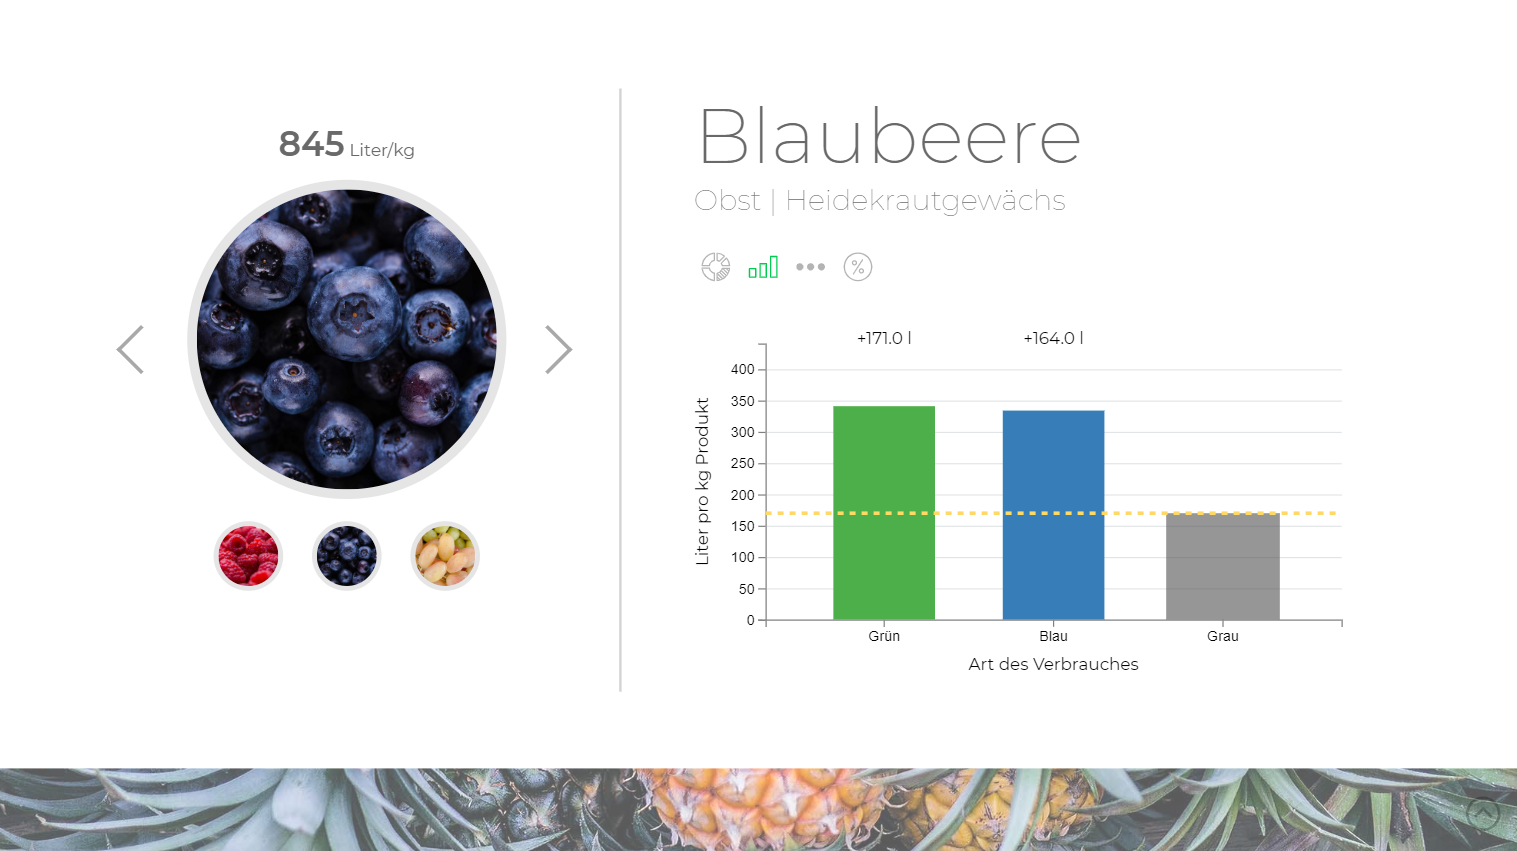 845 Liter/kg
Blaubeere
Obst | Heidekrautgewächs
%
+171.0 l
+164.0 l
Liter pro kg Produkt
400
350
300
250
200
150
100
50
0
Grün
Blau
Grau
Art des Verbrauches